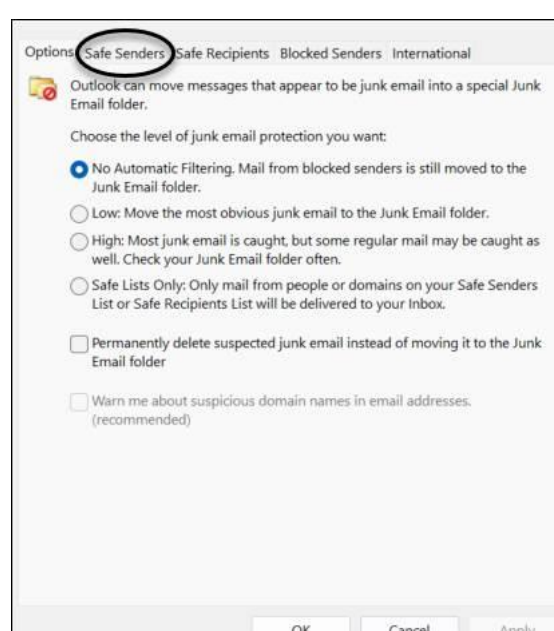 Options Safe Senders Safe Recipients Blocked Senders International
Outlook can move messages that appear to be junk email into a special Junk
Email folder.
Choose the level of junk email protection you want:
No Automatic Filtering. Mail from blocked senders is still moved to the
Junk Email folder.
Low: Move the most obvious junk email to the Junk Email folder.
High: Most junk email is caught, but some regular mail may be caught as
well. Check your Junk Email folder often.
Safe Lists Only: Only mail from people or domains on your Safe Senders
List or Safe Recipients List will be delivered to your Inbox.
Permanently delete suspected junk email instead of moving it to the Junk
Email folder
Warn me about suspicious domain names in email addresses.
(recommended)
OK Cancel Apply